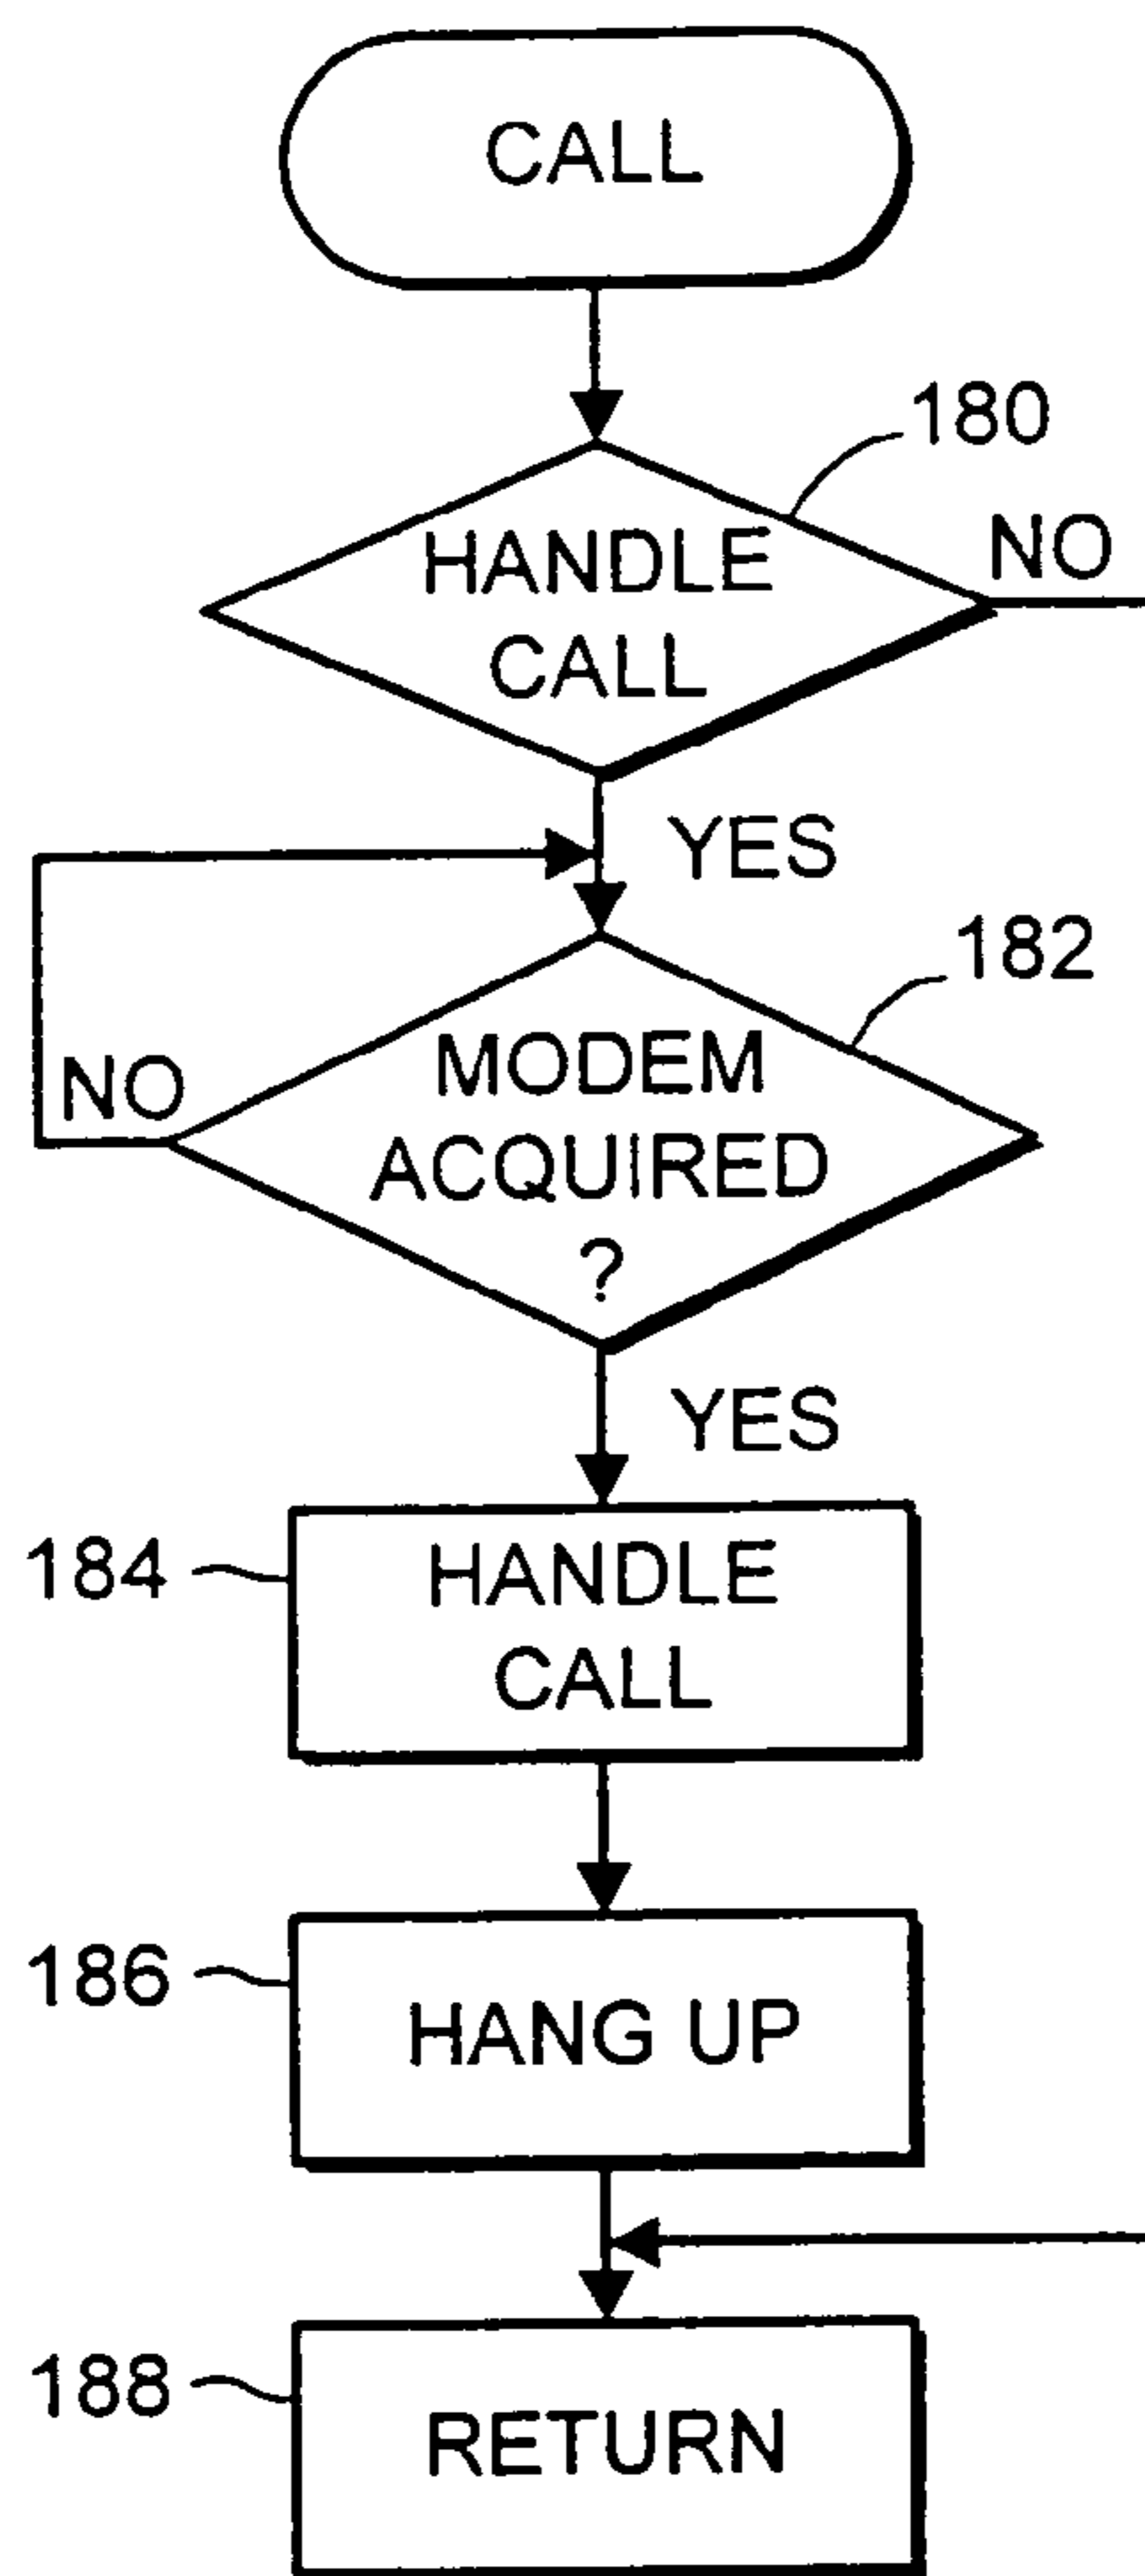 CALL
180
HANDLE
CALL
NO
YES
182
MODEM
ACQUIRED
?
NO
YES
184
HANDLE
CALL
186
HANG UP
188
RETURN